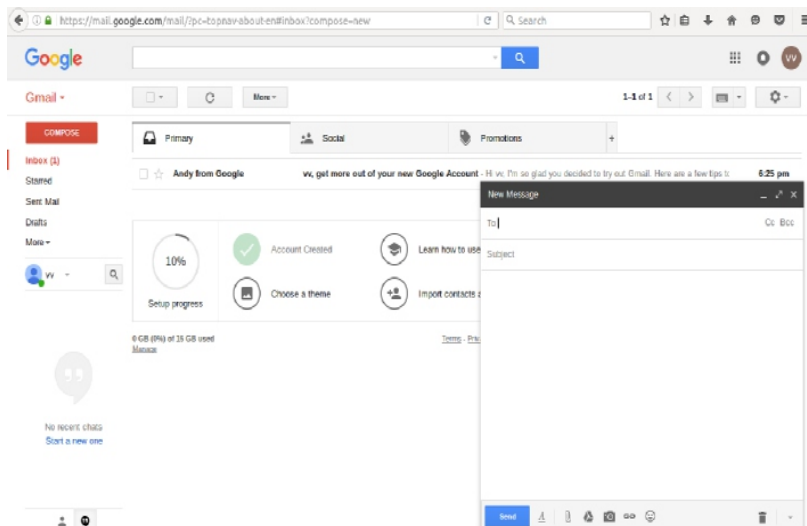 https://mail.google.com/mail/?pc=topnav-about-en#inbox?compose=new
Search
Google
VV
Gmail
More
1–1 of 1
COMPOSE
Primary
Social
Promotions
+
Inbox (1)
Starred
Sent Mail
Drafts
More
Andy from Google
vv, get more out of your new Google Account - Hi vv, I'm so glad you decided to try out Gmail. Here are a few tips to
6:25 pm
New Message
To
Cc Bcc
Subject
vv
10%
Setup progress
Account Created
Learn how to use
Choose a theme
Import contacts a
0 GB (0%) of 15 GB used
Manage
Terms - Priv
No recent chats
Start a new one
Send
A